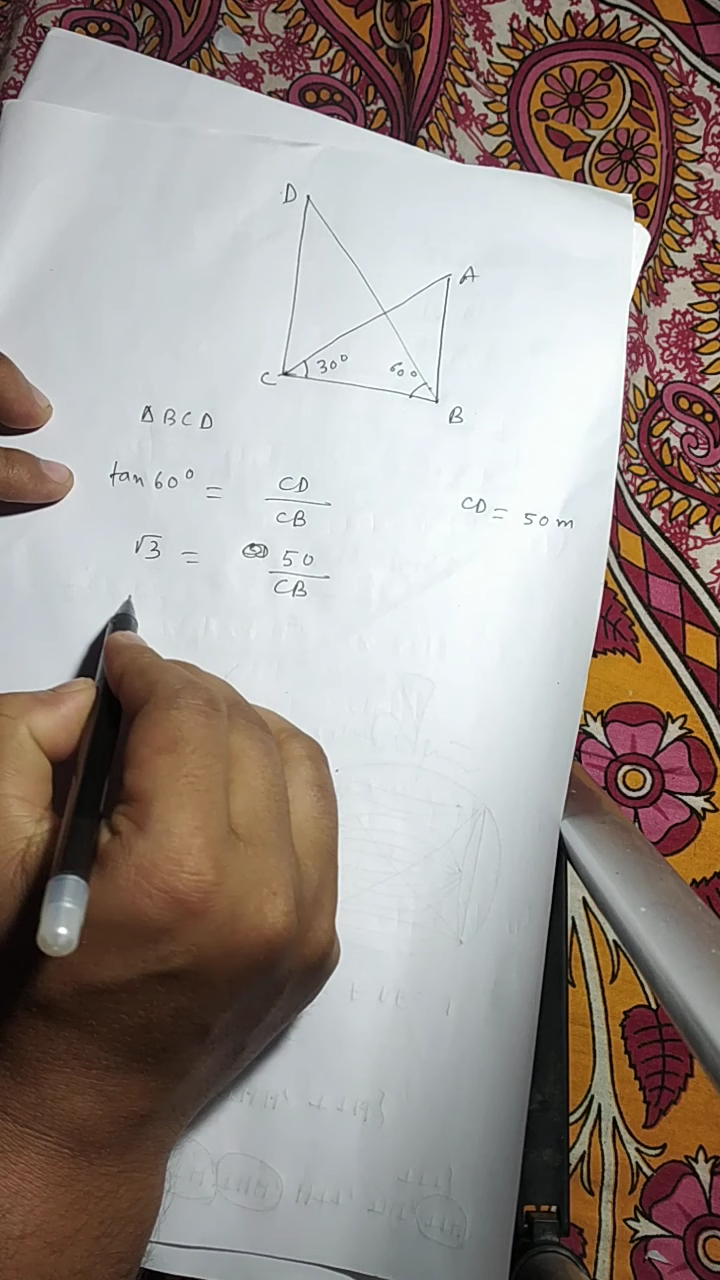 D
A
30°
60°
C
B
Δ BCD
tan 60° = CD / CB
CD = 50 m
√3 = 50 / CB